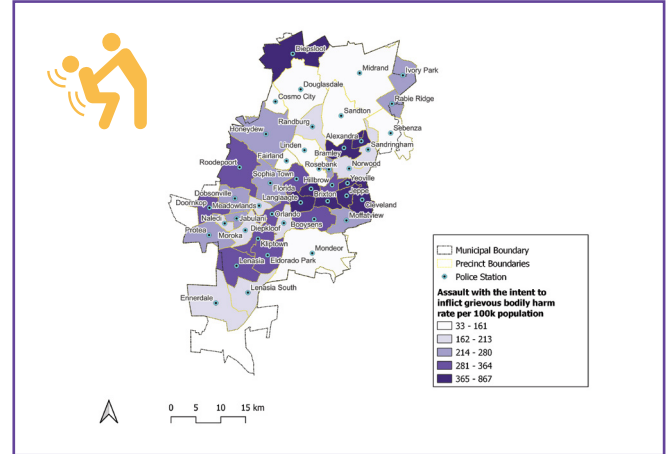 Diepsloot
Midrand
Ivory Park
Douglasdale
Cosmo City
Rabie Ridge
Sandton
Randburg
Honeydew
Sebenza
Alexandra
Linden
Bramley
Sandringham
Fairland
Roodepoort
Rosebank
Norwood
Sophia Town
Hillbrow
Yeoville
Florida
Dobsonville
Langlaagte
Jeppe
Brixton
Cleveland
Doornkop
Meadowlands
Orlando
Naledi
Jabulani
Booysens
Moffatview
Diepkloof
Protea
Moroka
Kliptown
Mondeor
Eldorado Park
Lenasia
Lenasia South
Ennerdale
Municipal Boundary
Precinct Boundaries
Police Station
Assault with the intent to
inflict grievous bodily harm
rate per 100k population
33 - 161
162 - 213
214 - 280
281 - 364
365 - 867
0 5 10 15 km